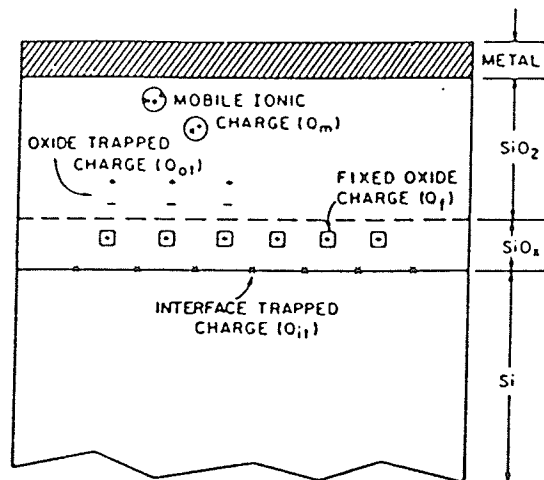 METAL
MOBILE IONIC
CHARGE (Qm)
OXIDE TRAPPED
CHARGE (Qot)
SiO2
FIXED OXIDE
CHARGE (Qf)
SiOx
INTERFACE TRAPPED
CHARGE (Qit)
Si